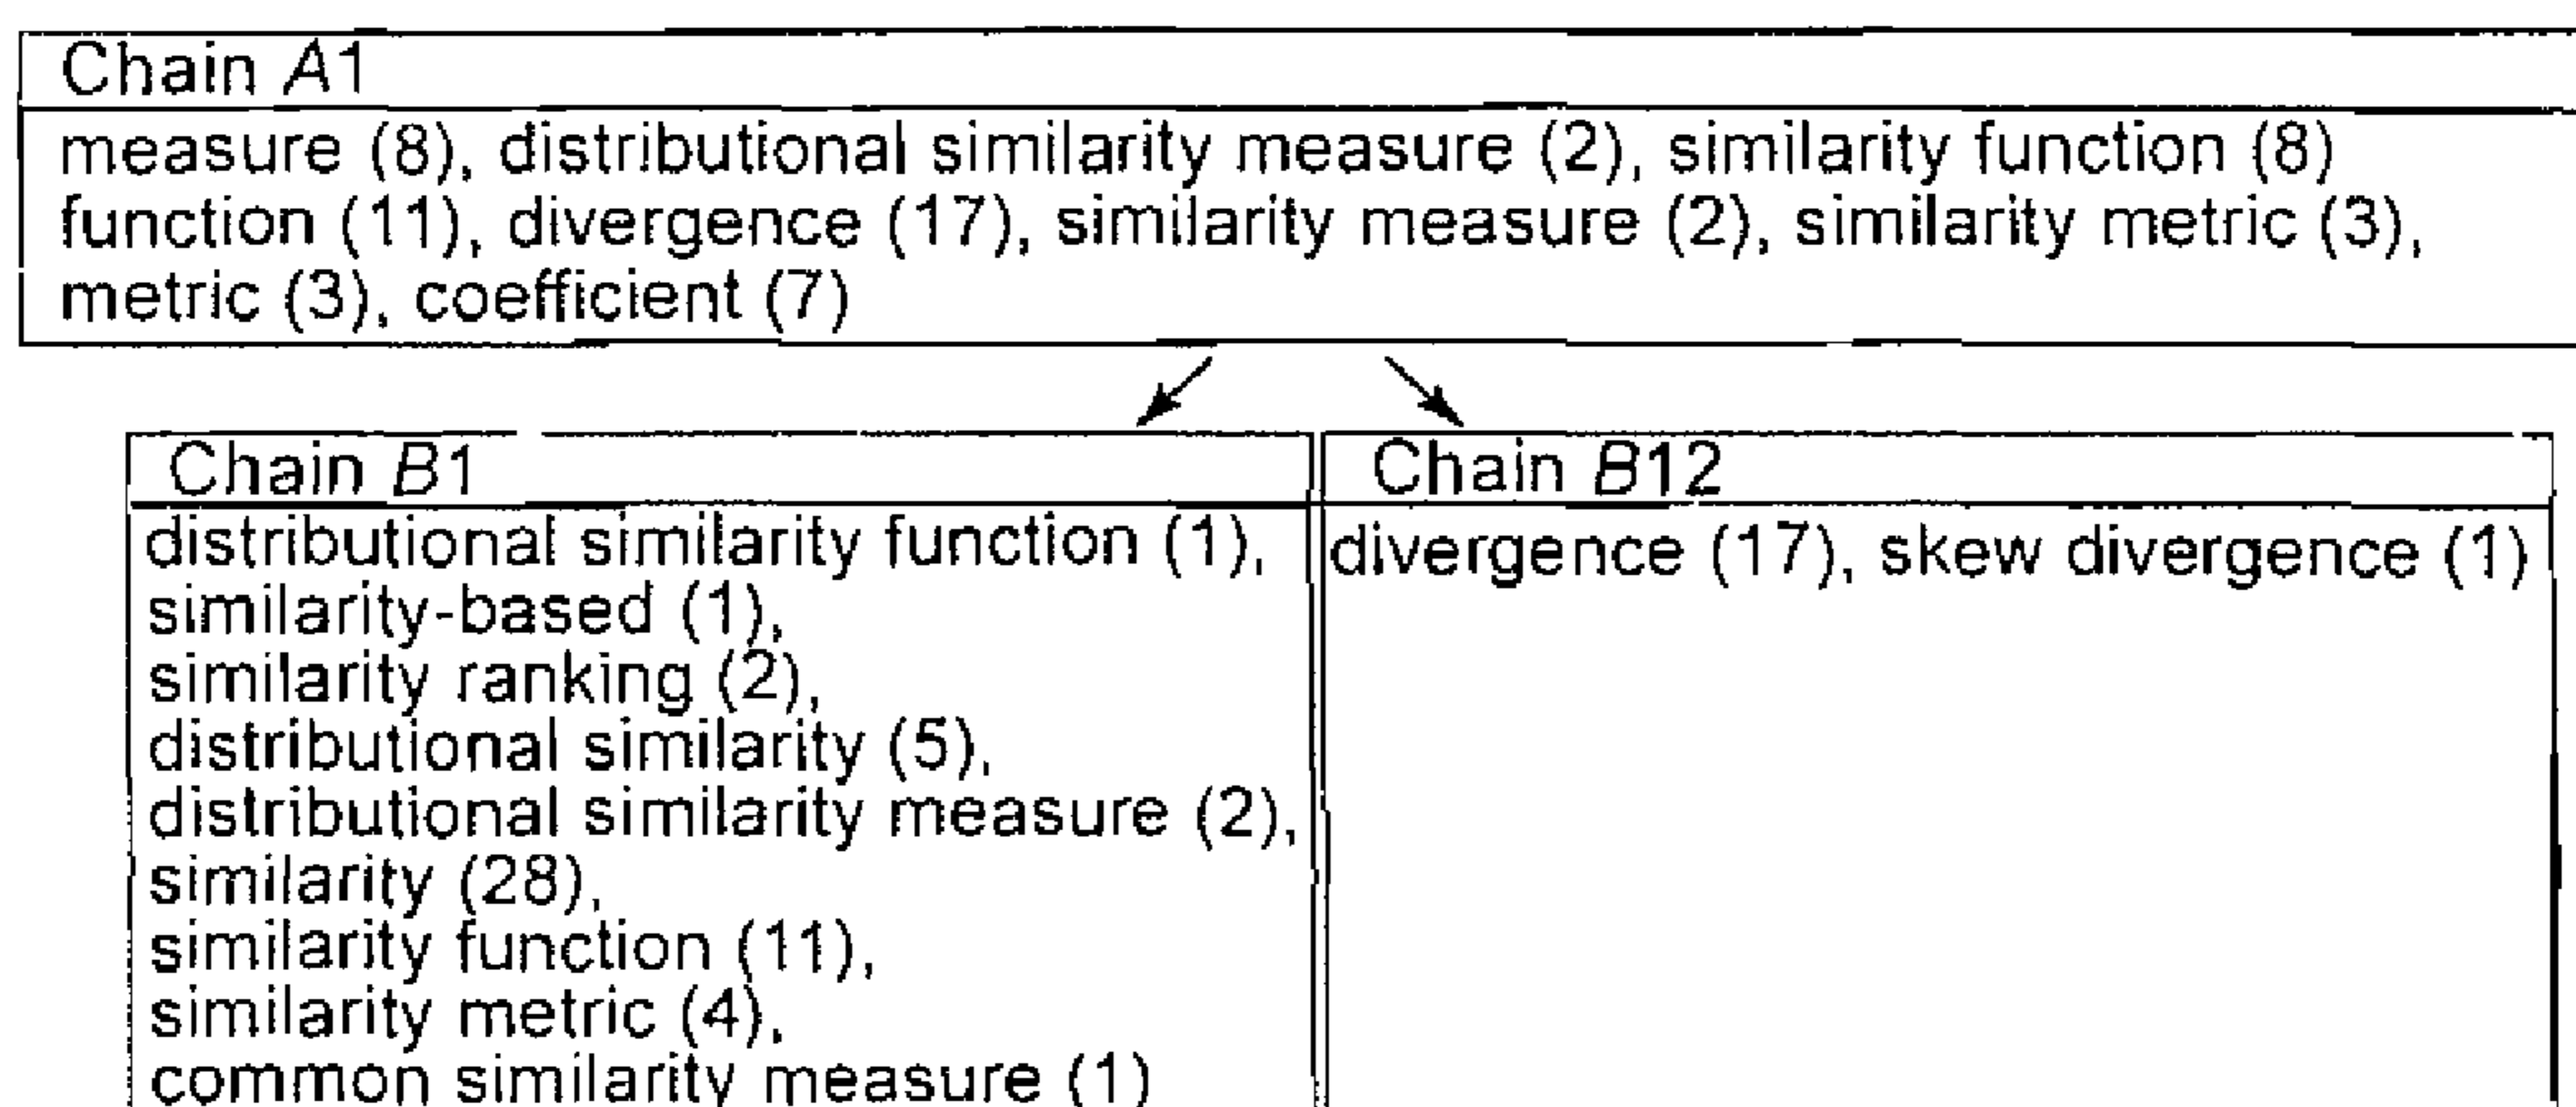 Chain A1
measure (8), distributional similarity measure (2), similarity function (8)
function (11), divergence (17), similarity measure (2), similarity metric (3),
metric (3), coefficient (7)
Chain B1
distributional similarity function (1),
similarity-based (1),
similarity ranking (2),
distributional similarity (5),
distributional similarity measure (2),
similarity (28),
similarity function (11),
similarity metric (4),
common similarity measure (1)
Chain B12
divergence (17), skew divergence (1)